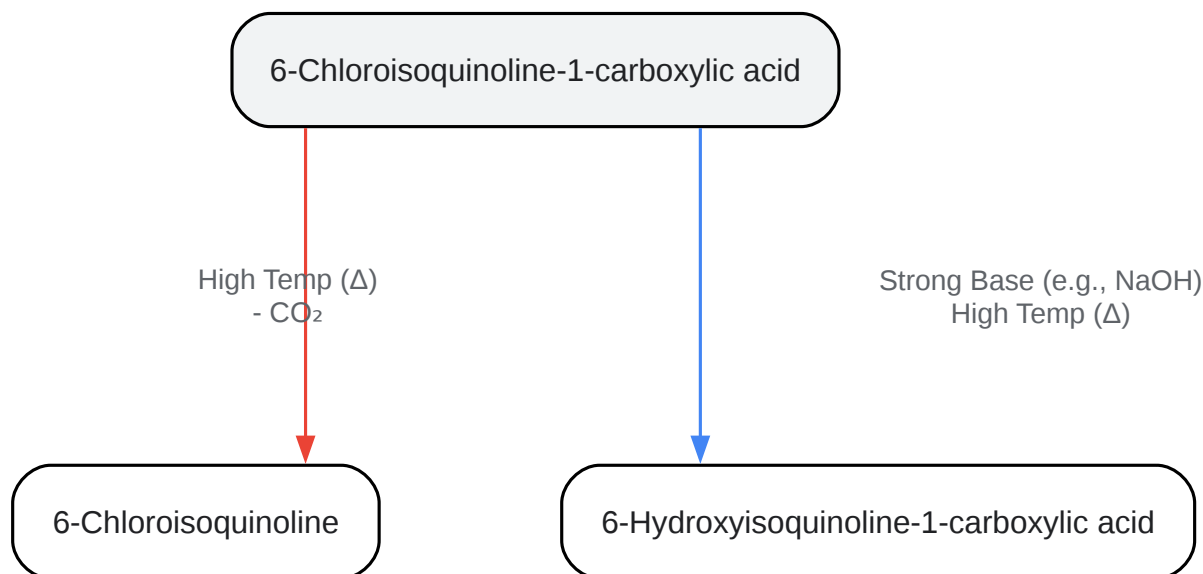 6-Chloroisoquinoline-1-carboxylic acid
High Temp (Δ)
- CO₂
Strong Base (e.g., NaOH)
High Temp (Δ)
6-Chloroisoquinoline
6-Hydroxyisoquinoline-1-carboxylic acid